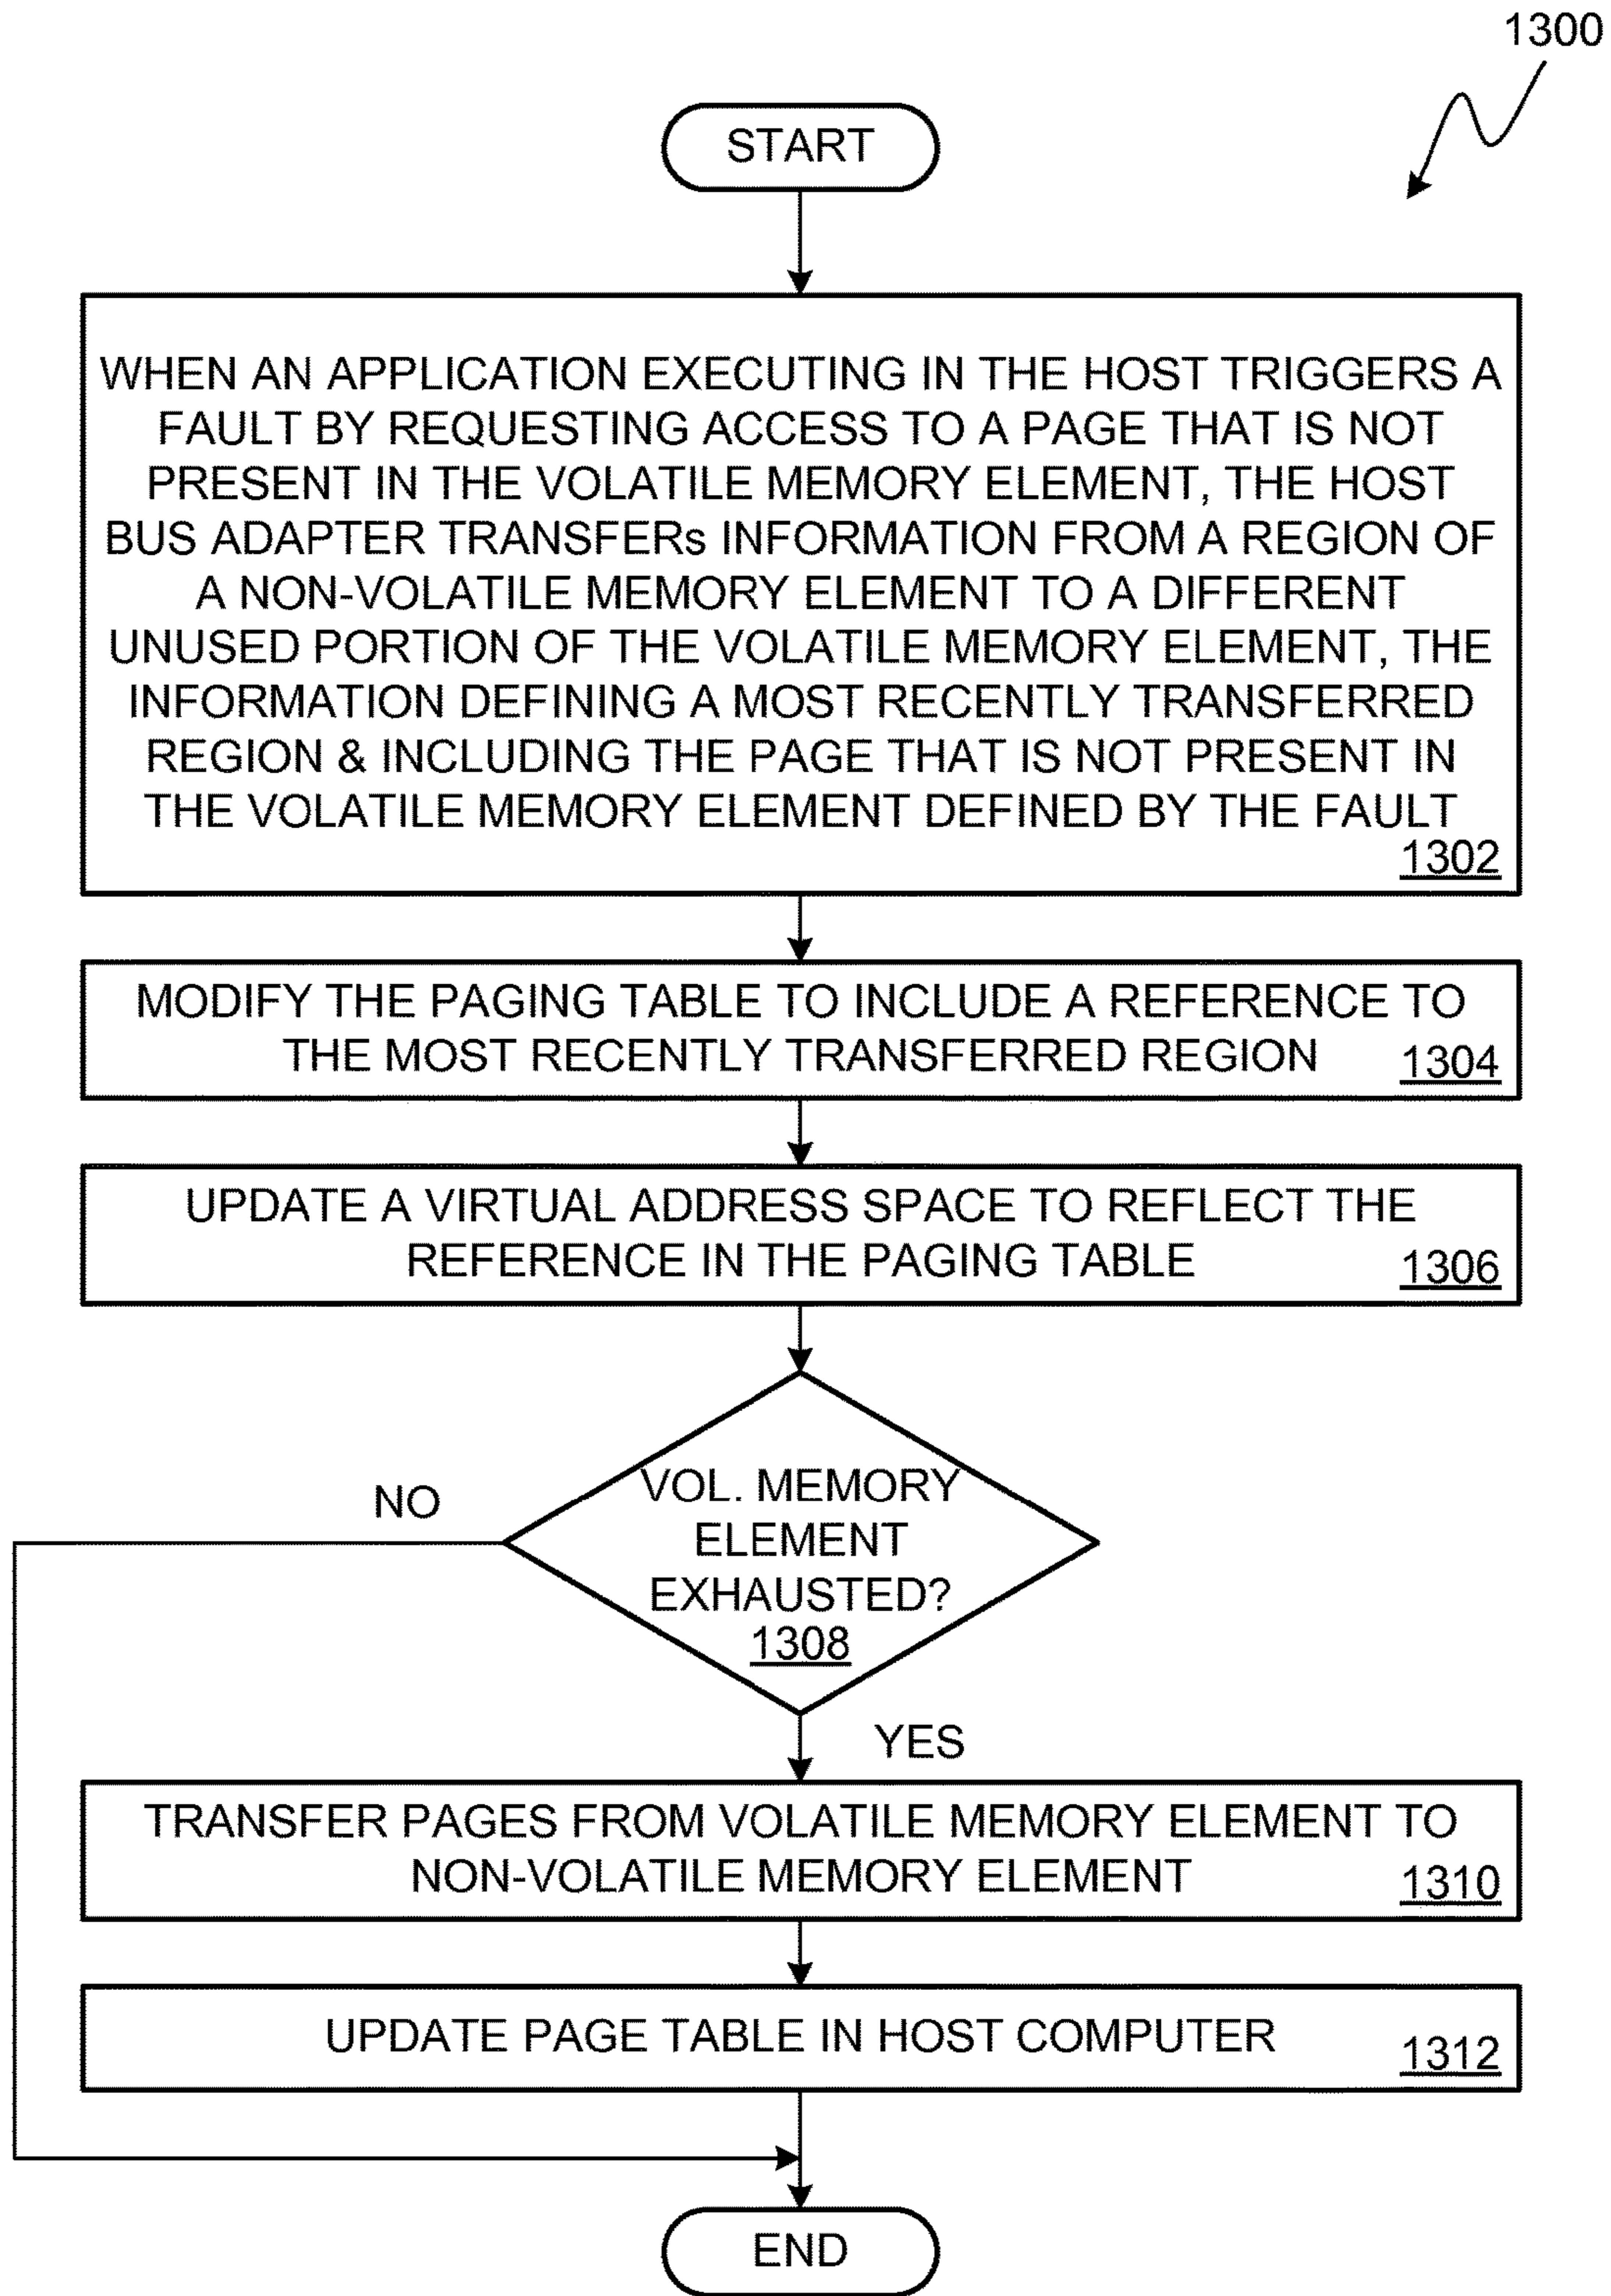 1300
START
WHEN AN APPLICATION EXECUTING IN THE HOST TRIGGERS A
FAULT BY REQUESTING ACCESS TO A PAGE THAT IS NOT
PRESENT IN THE VOLATILE MEMORY ELEMENT, THE HOST
BUS ADAPTER TRANSFERs INFORMATION FROM A REGION OF
A NON-VOLATILE MEMORY ELEMENT TO A DIFFERENT
UNUSED PORTION OF THE VOLATILE MEMORY ELEMENT, THE
INFORMATION DEFINING A MOST RECENTLY TRANSFERRED
REGION & INCLUDING THE PAGE THAT IS NOT PRESENT IN
THE VOLATILE MEMORY ELEMENT DEFINED BY THE FAULT
1302
MODIFY THE PAGING TABLE TO INCLUDE A REFERENCE TO
THE MOST RECENTLY TRANSFERRED REGION
1304
UPDATE A VIRTUAL ADDRESS SPACE TO REFLECT THE
REFERENCE IN THE PAGING TABLE
1306
VOL. MEMORY
ELEMENT
EXHAUSTED?
1308
NO
YES
TRANSFER PAGES FROM VOLATILE MEMORY ELEMENT TO
NON-VOLATILE MEMORY ELEMENT
1310
UPDATE PAGE TABLE IN HOST COMPUTER
1312
END